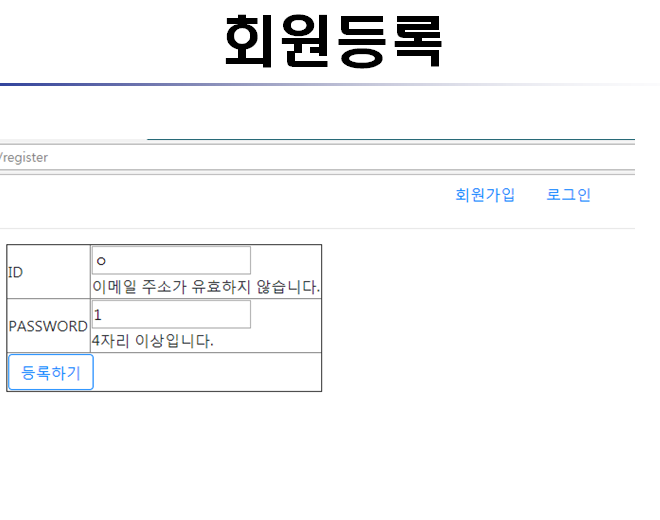 회원등록
/register
회원가입 로그인
ID
ㅇ
이메일 주소가 유효하지 않습니다.
PASSWORD
1
4자리 이상입니다.
등록하기